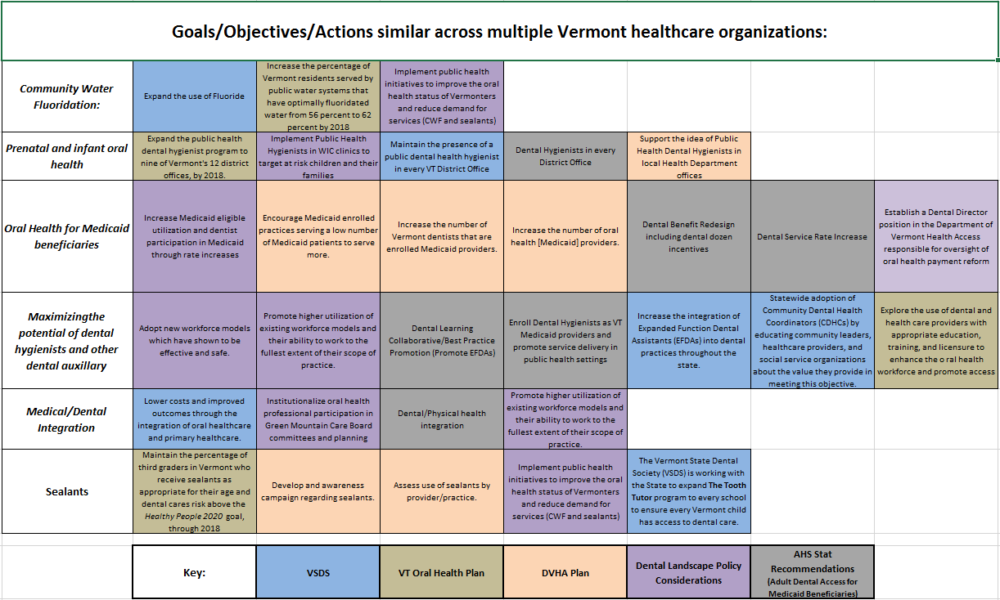 Goals/Objectives/Actions similar across multiple Vermont healthcare organizations:
Community Water
Fluoridation:
Expand the use of Fluoride
Increase the percentage of
Vermont residents served by
public water systems that
have optimally fluoridated
water from 56 percent to 62
percent by 2018
Implement public health
initiatives to improve the oral
health status of Vermonters
and reduce demand for
services (CWF and sealants)
Prenatal and infant oral
health
Expand the public health
dental hygienist program to
nine of Vermont's 12 district
offices, by 2018.
Implement Public Health
Hygienists in WIC clinics to
target at risk children and their
families
Maintain the presence of a
public dental health hygienist
in every VT District Office
Dental Hygienists in every
District Office
Support the idea of Public
Health Dental Hygienists in
local Health Department
offices
Oral Health for Medicaid
beneficiaries
Increase Medicaid eligible
utilization and dentist
participation in Medicaid
through rate increases
Encourage Medicaid enrolled
practices serving a low number
of Medicaid patients to serve
more.
Increase the number of
Vermont dentists that are
enrolled Medicaid providers.
Increase the number of oral
health [Medicaid] providers.
Dental Benefit Redesign
including dental dozen
incentives
Dental Service Rate Increase
Establish a Dental Director
position in the Department of
Vermont Health Access
responsible for oversight of
oral health payment reform
Maximizingthe
potential of dental
hygienists and other
dental auxillary
Adopt new workforce models
which have shown to be
effective and safe.
Promote higher utilization of
existing workforce models and
their ability to work to the
fullest extent of their scope of
practice.
Dental Learning
Collaborative/Best Practice
Promotion (Promote EFDAs)
Enroll Dental Hygienists as VT
Medicaid providers and
promote service delivery in
public health settings
Increase the integration of
Expanded Function Dental
Assistants (EFDAs) into dental
practices throughout the
state.
Statewide adoption of
Community Dental Health
Coordinators (CDHCs) by
educating community leaders,
healthcare providers, and
social service organizations
about the value they provide in
meeting this objective.
Explore the use of dental and
health care providers with
appropriate education,
training, and licensure to
enhance the oral health
workforce and promote access
Medical/Dental
Integration
Lower costs and improved
outcomes through the
integration of oral healthcare
and primary healthcare.
Institutionalize oral health
professional participation in
Green Mountain Care Board
committees and planning
Dental/Physical health
integration
Promote higher utilization of
existing workforce models and
their ability to work to the
fullest extent of their scope of
practice.
Sealants
Maintain the percentage of
third graders in Vermont who
receive sealants as
appropriate for their age and
dental cares risk above the
Healthy People 2020 goal,
through 2018
Develop and awareness
campaign regarding sealants.
Assess use of sealants by
provider/practice.
Implement public health
initiatives to improve the oral
health status of Vermonters
and reduce demand for
services (CWF and sealants)
The Vermont State Dental
Society (VSDS) is working with
the State to expand The Tooth
Tutor program to every school
to ensure every Vermont child
has access to dental care.
Key:
VSDS
VT Oral Health Plan
DVHA Plan
Dental Landscape Policy
Considerations
AHS Stat
Recommendations
(Adult Dental Access for
Medicaid Beneficiaries)